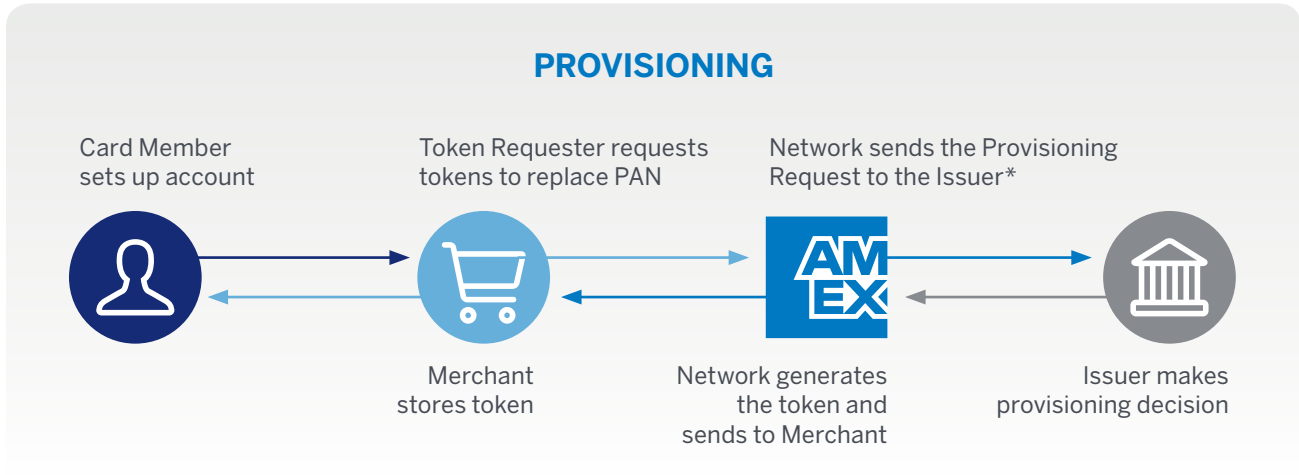 PROVISIONING
Card Member
sets up account
Token Requester requests
tokens to replace PAN
Network sends the Provisioning
Request to the Issuer*
AM
EX
Merchant
stores token
Network generates
the token and
sends to Merchant
Issuer makes
provisioning decision